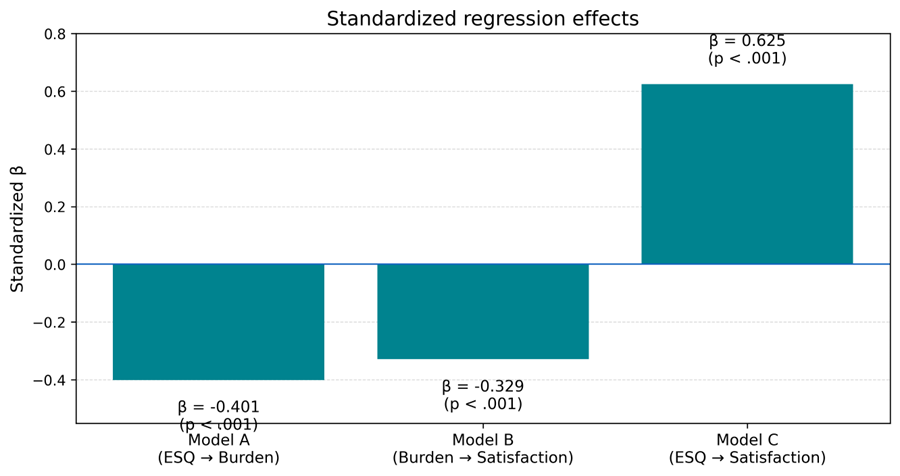 Standardized regression effects
Standardized β
0.8
0.6
0.4
0.2
0.0
−0.2
−0.4
β = 0.625
(p < .001)
β = -0.401
(p < .001)
β = -0.329
(p < .001)
Model A
(ESQ → Burden)
Model B
(Burden → Satisfaction)
Model C
(ESQ → Satisfaction)